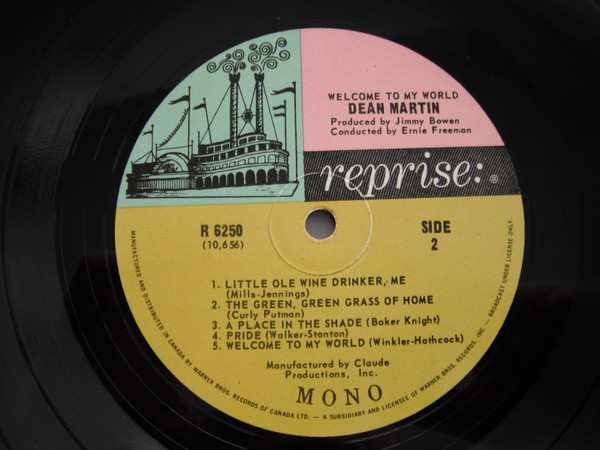 WELCOME TO MY WORLD
DEAN MARTIN
Produced by Jimmy Bowen
Conducted by Ernie Freeman
reprise: ®
R 6250
(10,656)
SIDE
2
1. LITTLE OLE WINE DRINKER, ME
(Mills-Jennings)
2. THE GREEN, GREEN GRASS OF HOME
(Curly Putman)
3. A PLACE IN THE SHADE (Baker Knight)
4. PRIDE (Walker-Stanton)
5. WELCOME TO MY WORLD (Winkler-Hathcock)
Manufactured by Claude
Productions, Inc.
MONO
MANUFACTURED AND DISTRIBUTED IN CANADA BY WARNER BROS. RECORDS OF CANADA LTD. — A SUBSIDIARY AND LICENSEE OF WARNER BROS. RECORDS, INC. — BROADCAST UNDER LICENSE ONLY.